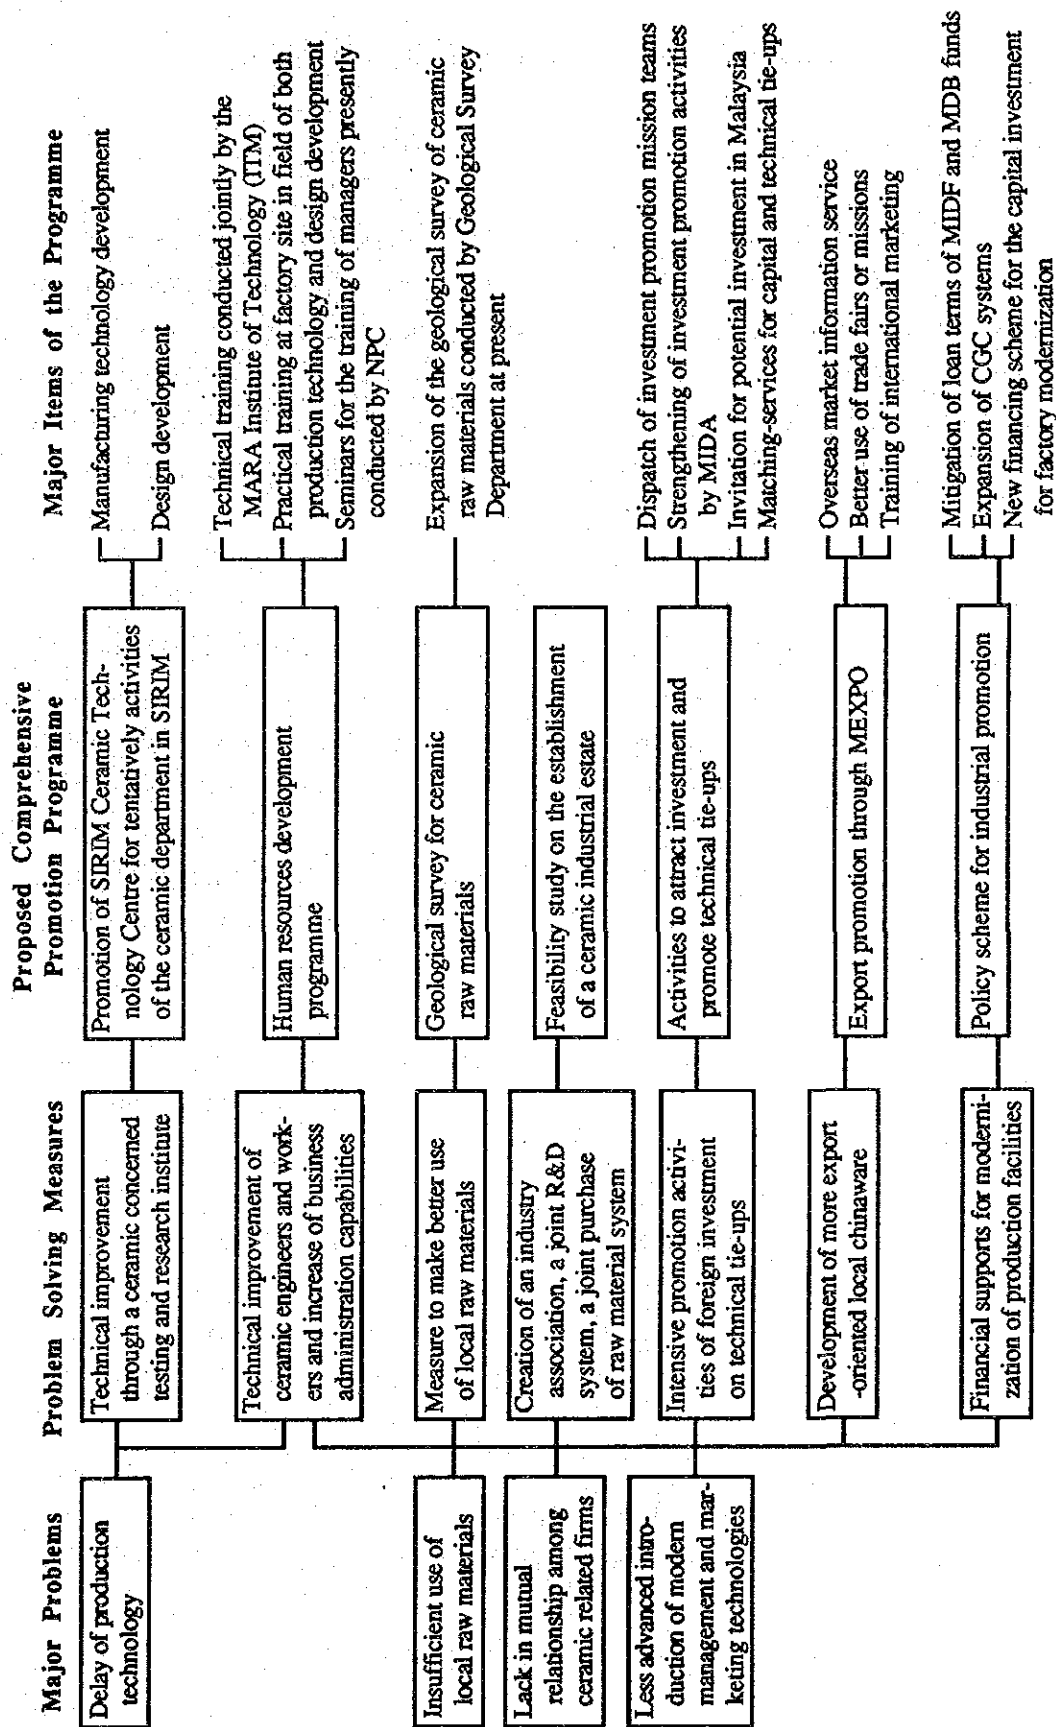 Major Problems
Problem Solving Measures
Proposed Comprehensive
Promotion Programme
Major Items of the Programme
Delay of production
technology
Technical improvement
through a ceramic concerned
testing and research institute
Promotion of SIRIM Ceramic Tech-
nology Centre for tentatively activities
of the ceramic department in SIRIM
Manufacturing technology development
Design development
Technical improvement of
ceramic engineers and work-
ers and increase of business
administration capabilities
Human resources development
programme
Technical training conducted jointly by the
MARA Institute of Technology (ITM)
Practical training at factory site in field of both
production technology and design development
Seminars for the training of managers presently
conducted by NPC
Insufficient use of
local raw materials
Measure to make better use
of local raw materials
Geological survey for ceramic
raw materials
Expansion of the geological survey of ceramic
raw materials conducted by Geological Survey
Department at present
Lack in mutual
relationship among
ceramic related firms
Creation of an industry
association, a joint R&D
system, a joint purchase
of raw material system
Feasibility study on the establishment
of a ceramic industrial estate
Less advanced intro-
duction of modern
management and mar-
keting technologies
Intensive promotion activi-
ties of foreign investment
on technical tie-ups
Activities to attract investment and
promote technical tie-ups
Dispatch of investment promotion mission teams
Strengthening of investment promotion activities
by MIDA
Invitation for potential investment in Malaysia
Matching-services for capital and technical tie-ups
Development of more export
-oriented local chinaware
Export promotion through MEXPO
Overseas market information service
Better use of trade fairs or missions
Training of international marketing
Financial supports for moderni-
zation of production facilities
Policy scheme for industrial promotion
Mitigation of loan terms of MIDF and MDB funds
Expansion of CGC systems
New financing scheme for the capital investment
for factory modernization